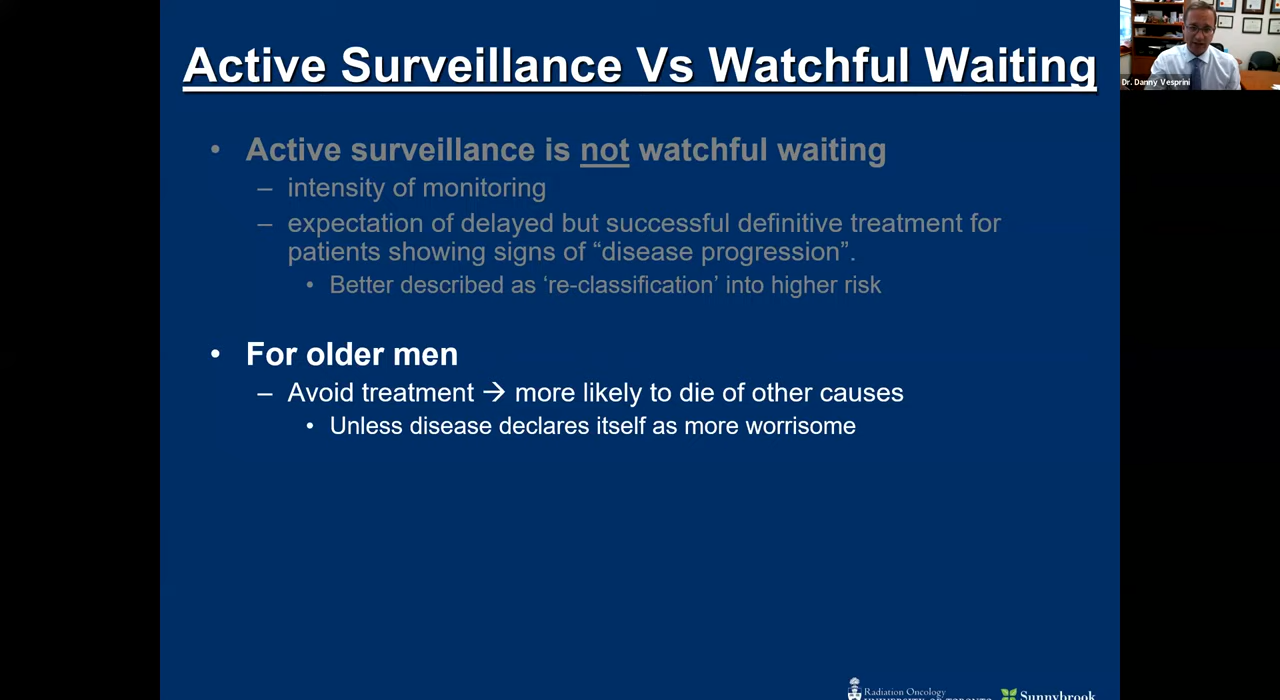 Active Surveillance Vs Watchful Waiting
Dr. Danny Vesprini
• Active surveillance is not watchful waiting
– intensity of monitoring
– expectation of delayed but successful definitive treatment for
patients showing signs of “disease progression”.
• Better described as ‘re-classification’ into higher risk
• For older men
– Avoid treatment → more likely to die of other causes
• Unless disease declares itself as more worrisome
Radiation Oncology
UNIVERSITY OF TORONTO
Sunnybrook